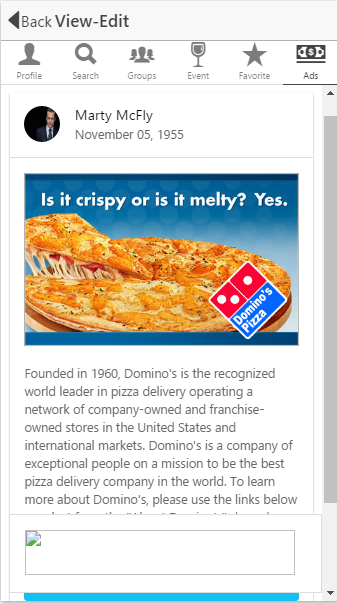 Back View-Edit
Profile Search Groups Event Favorite Ads
Marty McFly
November 05, 1955
Is it crispy or is it melty? Yes.
Domino's
Pizza
Founded in 1960, Domino's is the recognized
world leader in pizza delivery operating a
network of company-owned and franchise-
owned stores in the United States and
international markets. Domino's is a company of
exceptional people on a mission to be the best
pizza delivery company in the world. To learn
more about Domino's, please use the links below